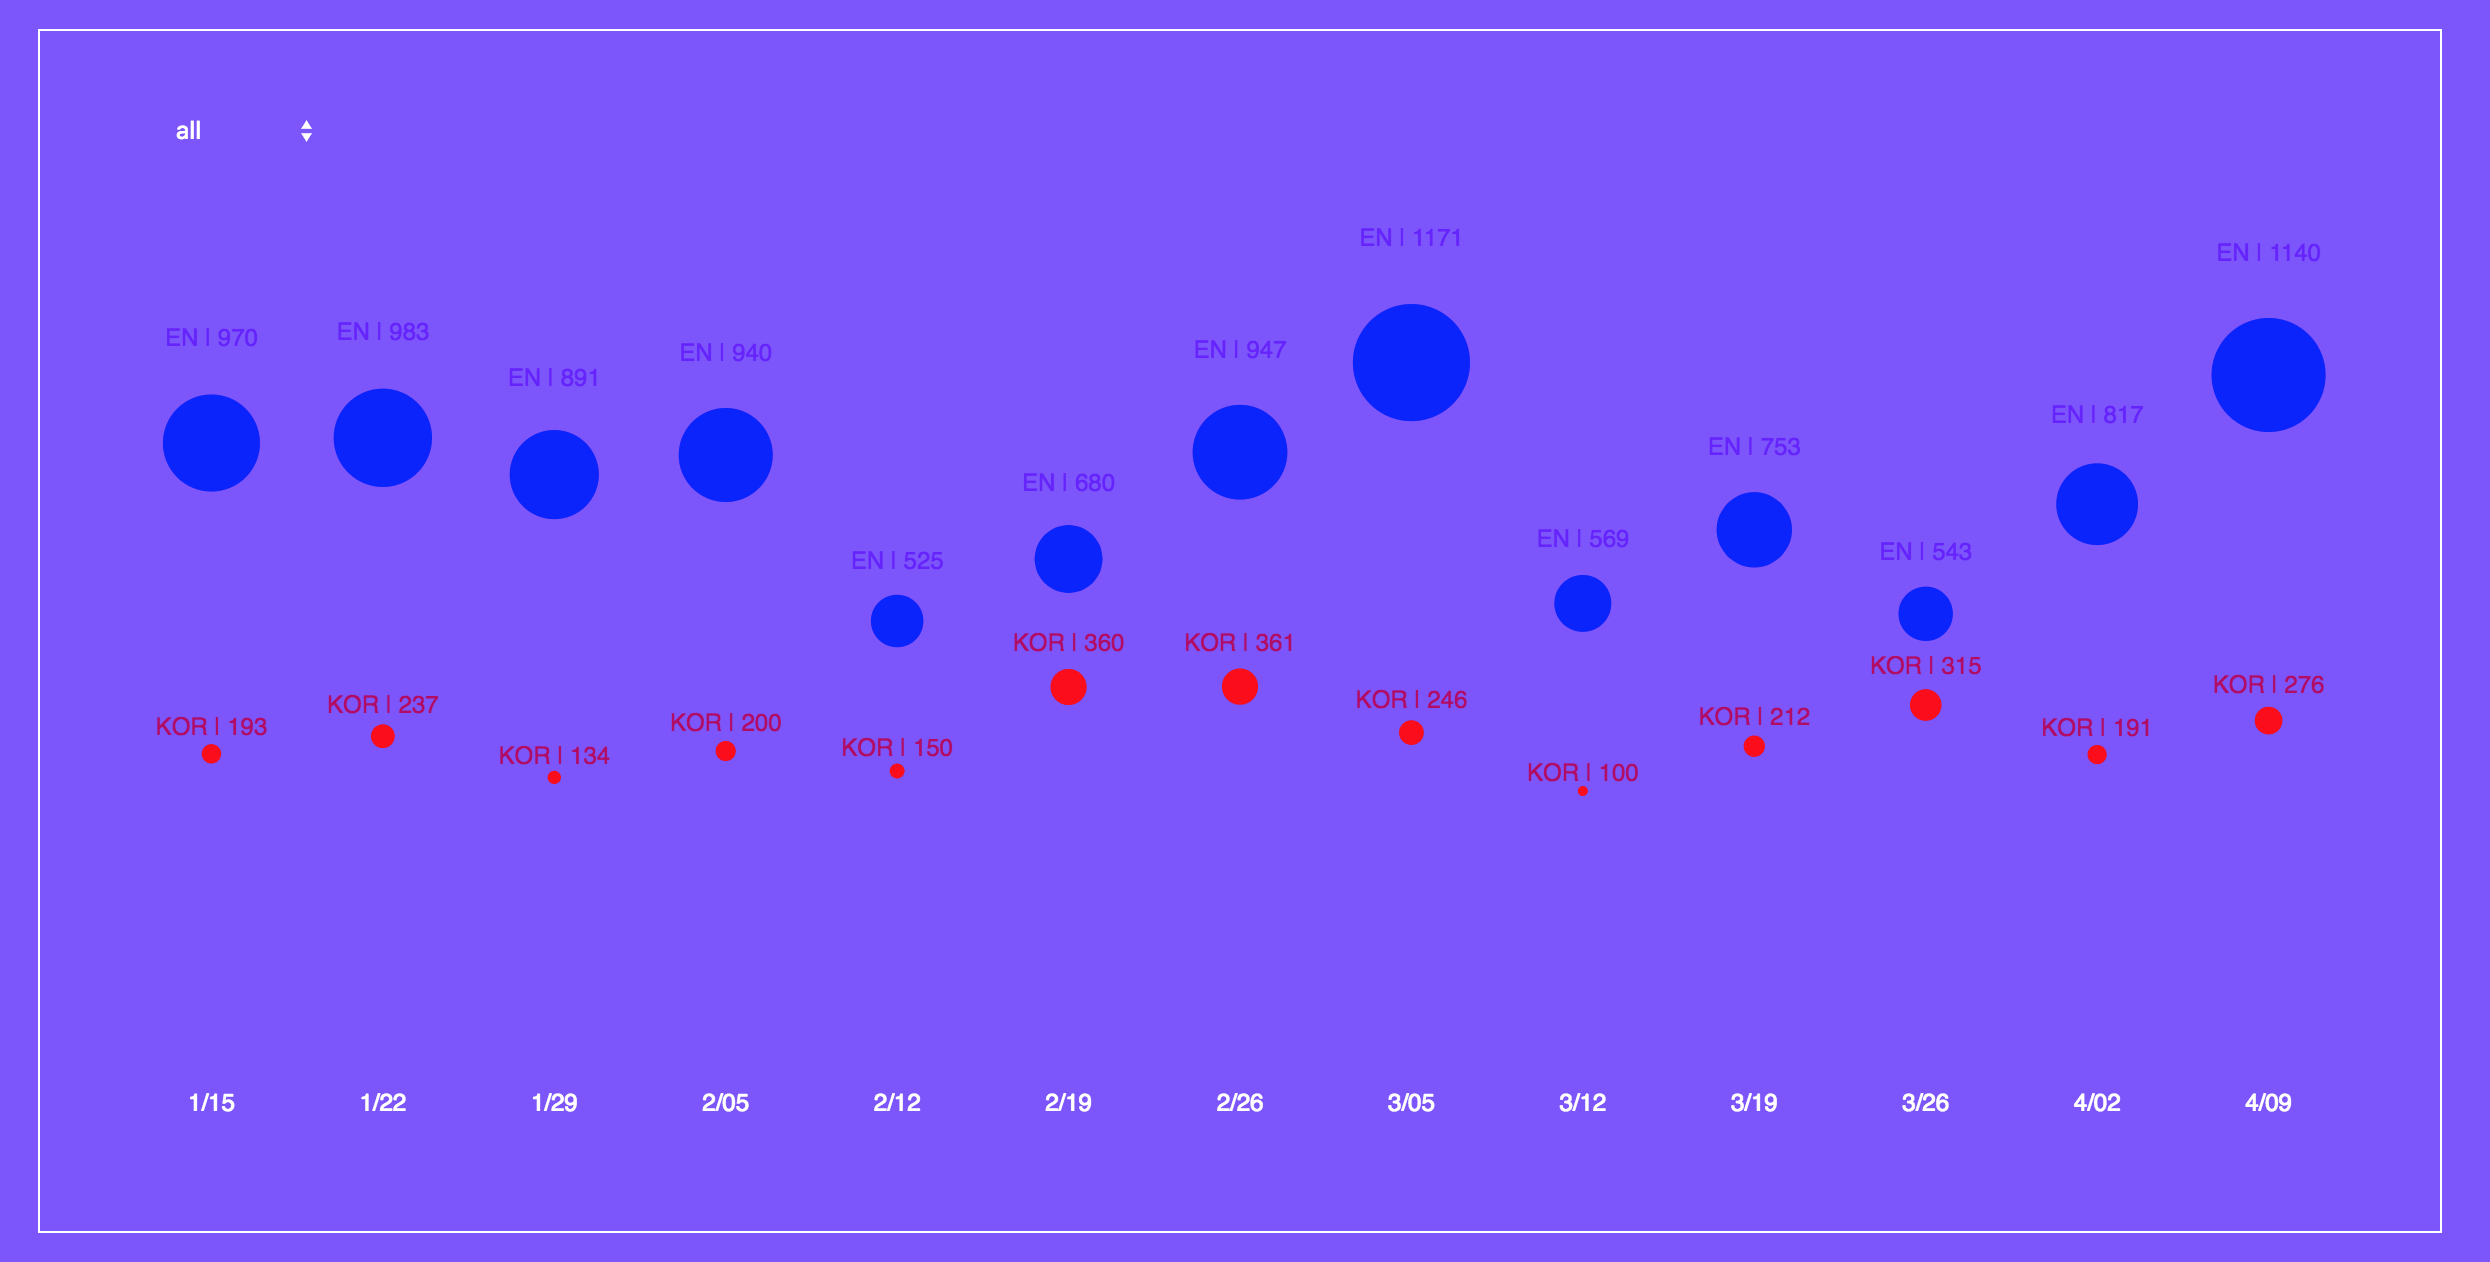 all
EN | 1171
EN | 1140
EN | 983
EN | 970
EN | 947
EN | 940
EN | 891
EN | 817
EN | 753
EN | 680
EN | 569
EN | 543
EN | 525
KOR | 360
KOR | 361
KOR | 315
KOR | 276
KOR | 246
KOR | 237
KOR | 212
KOR | 200
KOR | 193
KOR | 191
KOR | 150
KOR | 134
KOR | 100
1/15 1/22 1/29 2/05 2/12 2/19 2/26 3/05 3/12 3/19 3/26 4/02 4/09